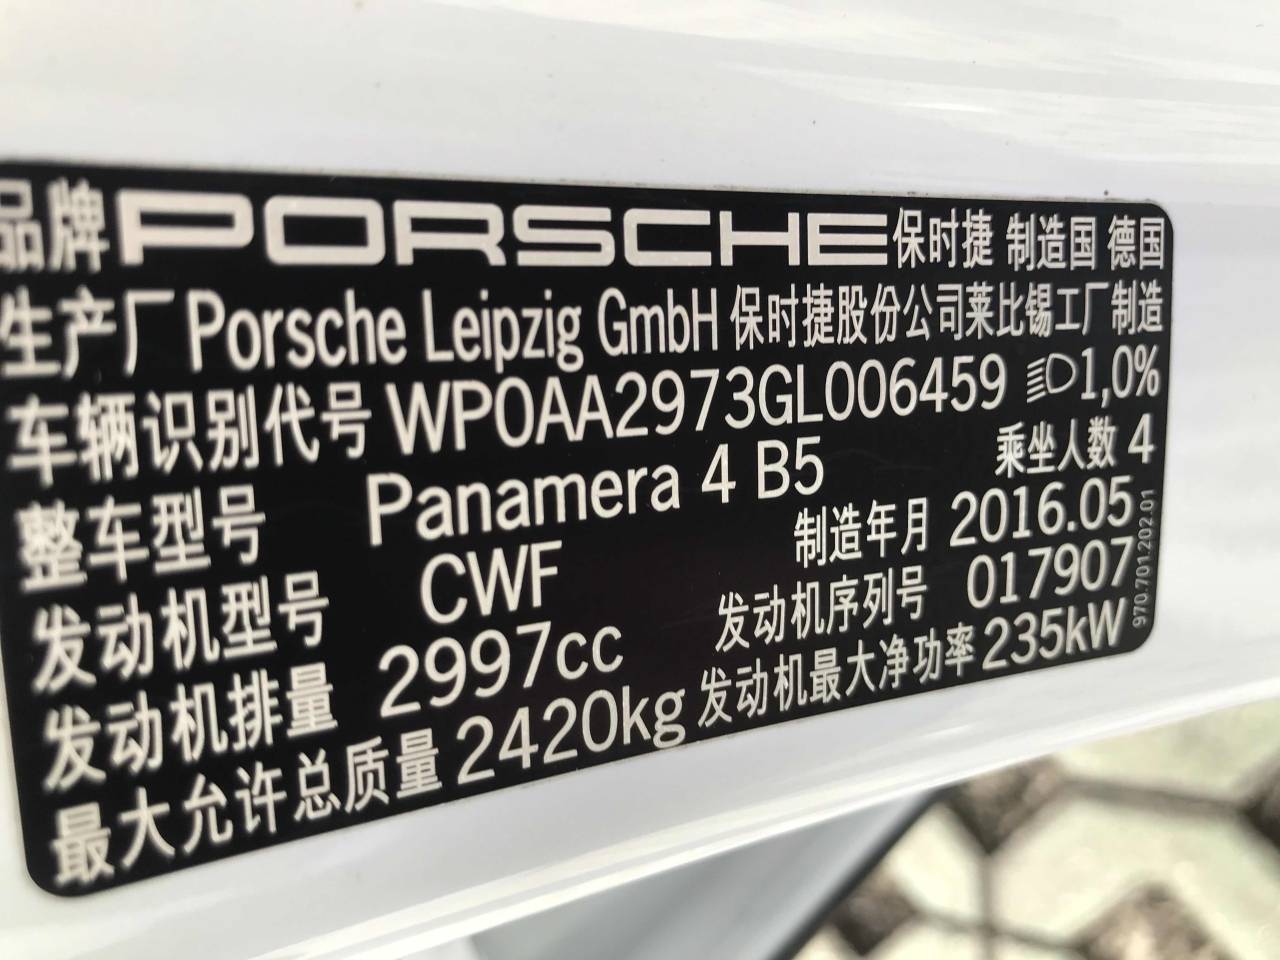 品牌 PORSCHE 保时捷 制造国 德国
生产厂 Porsche Leipzig GmbH 保时捷股份公司莱比锡工厂制造
车辆识别代号 WP0AA2973GL006459 1,0%
整车型号 Panamera 4 B5 乘坐人数 4
发动机型号 CWF 制造年月 2016.05
发动机排量 2997cc 发动机序列号 017907
最大允许总质量 2420kg 发动机最大净功率 235kW
970.701.202.01